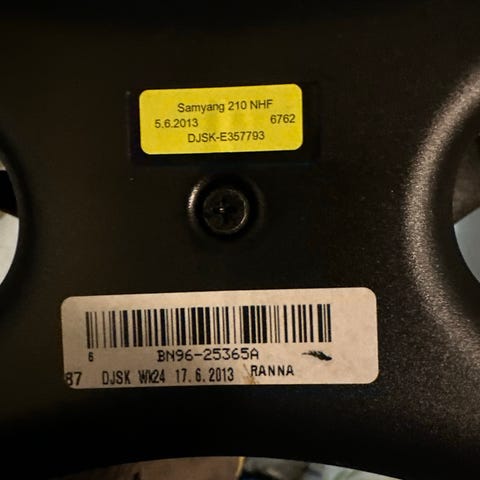 Samyang 210 NHF
5.6.2013 6762
DJSK-E357793
6 BN96-25365A
87 DJSK Wk24 17.6.2013 RANNA